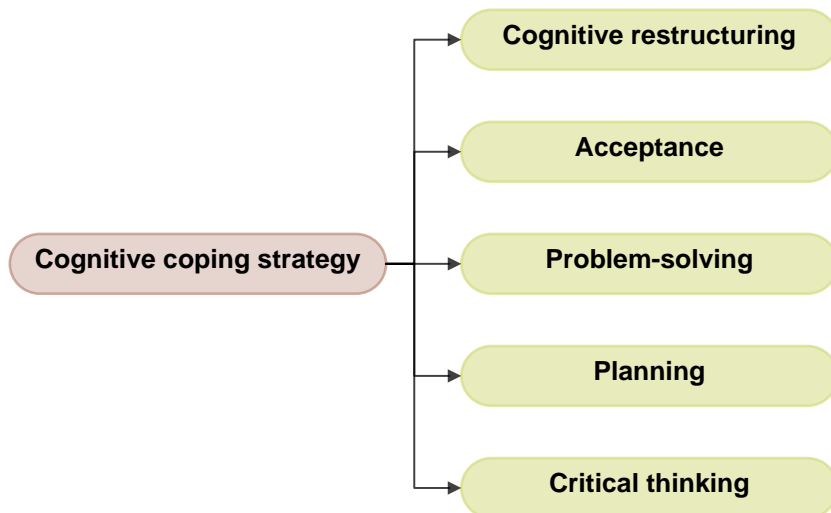 Cognitive restructuring
Acceptance
Cognitive coping strategy
Problem-solving
Planning
Critical thinking